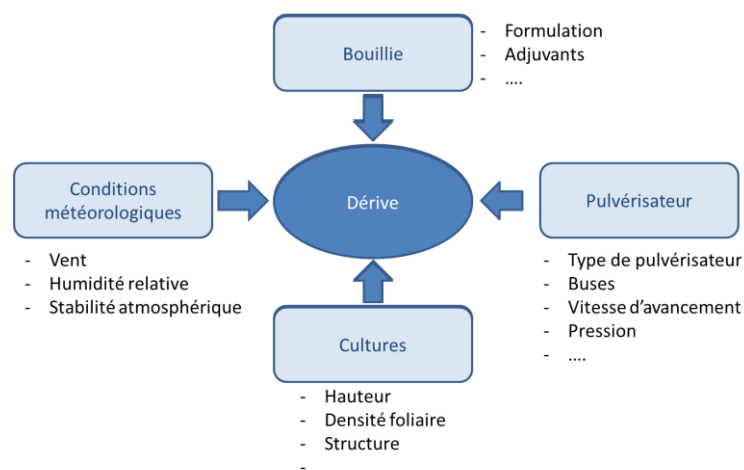 Bouillie
- Formulation
- Adjuvants
- ....
Conditions
météorologiques
- Vent
- Humidité relative
- Stabilité atmosphérique
Dérive
Pulvérisateur
- Type de pulvérisateur
- Buses
- Vitesse d'avancement
- Pression
- ....
Cultures
- Hauteur
- Densité foliaire
- Structure
-